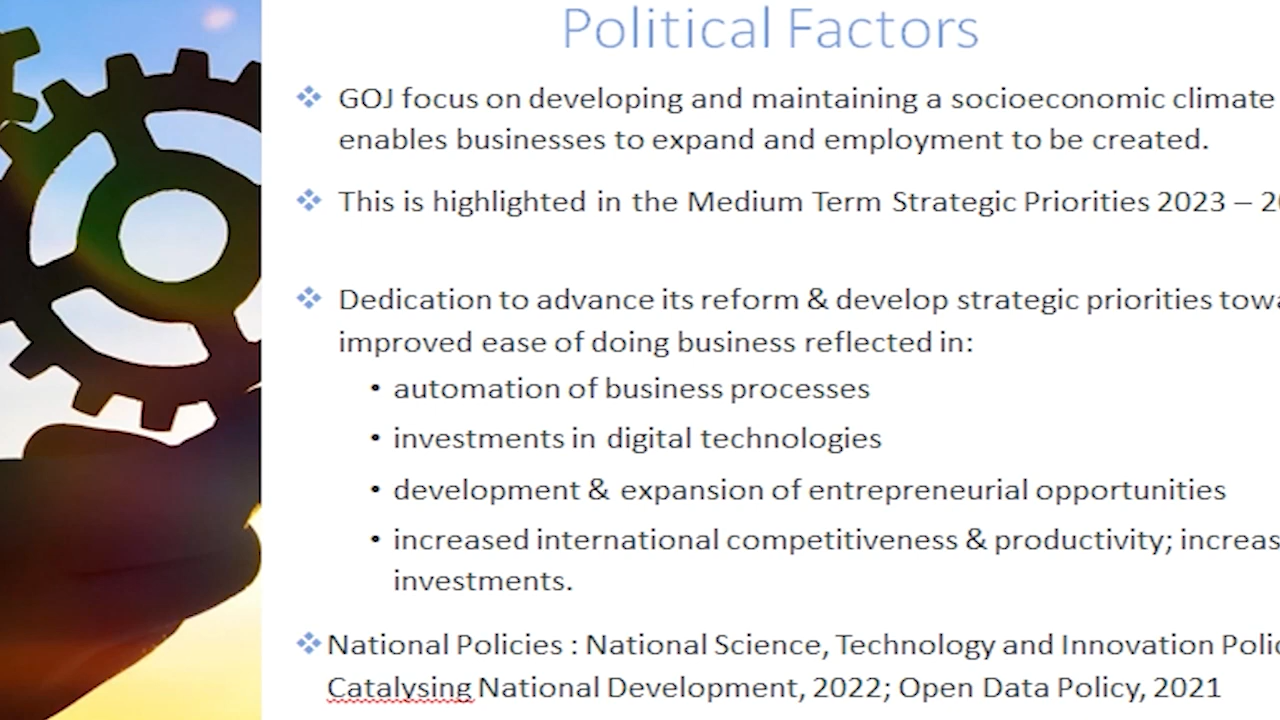 Political Factors
GOJ focus on developing and maintaining a socioeconomic climate
enables businesses to expand and employment to be created.
This is highlighted in the Medium Term Strategic Priorities 2023 –
Dedication to advance its reform & develop strategic priorities
improved ease of doing business reflected in:
• automation of business processes
• investments in digital technologies
• development & expansion of entrepreneurial opportunities
• increased international competitiveness & productivity;
investments.
National Policies : National Science, Technology and Innovation
Catalysing National Development, 2022; Open Data Policy, 2021